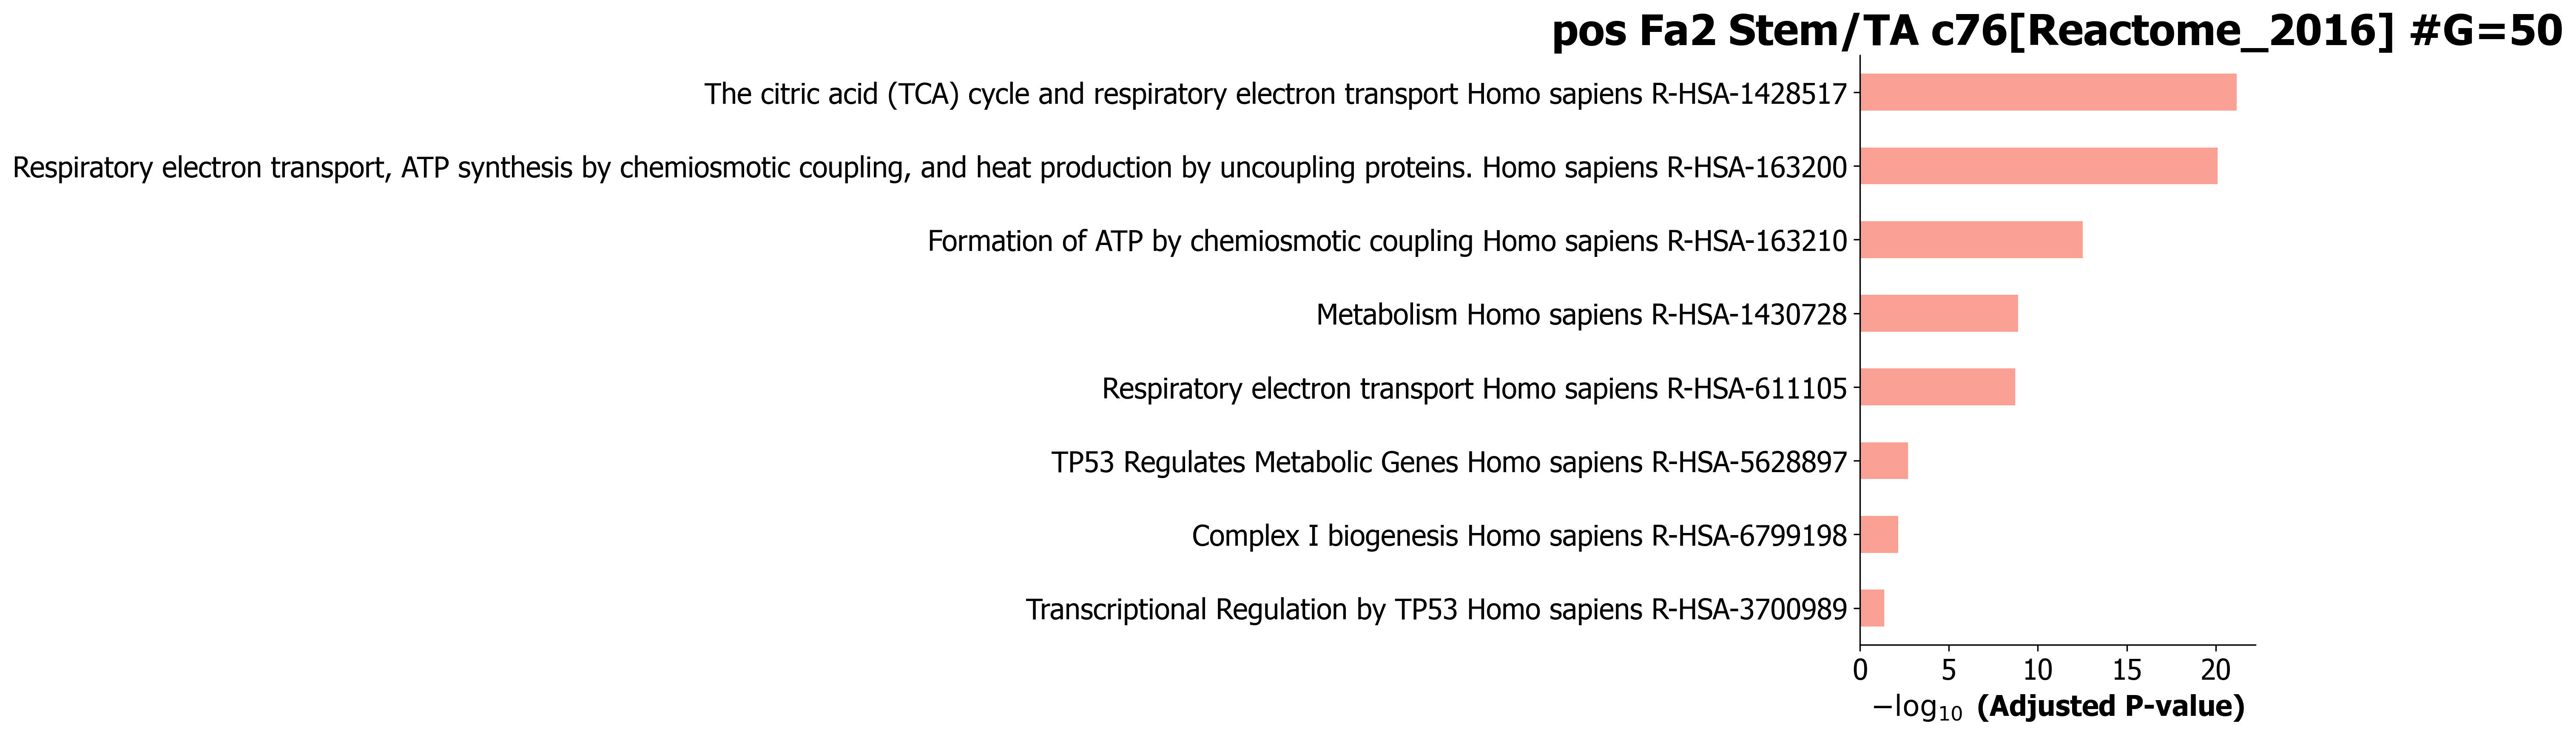 pos Fa2 Stem/TA c76[Reactome_2016] #G=50
The citric acid (TCA) cycle and respiratory electron transport Homo sapiens R-HSA-1428517
Respiratory electron transport, ATP synthesis by chemiosmotic coupling, and heat production by uncoupling proteins. Homo sapiens R-HSA-163200
Formation of ATP by chemiosmotic coupling Homo sapiens R-HSA-163210
Metabolism Homo sapiens R-HSA-1430728
Respiratory electron transport Homo sapiens R-HSA-611105
TP53 Regulates Metabolic Genes Homo sapiens R-HSA-5628897
Complex I biogenesis Homo sapiens R-HSA-6799198
Transcriptional Regulation by TP53 Homo sapiens R-HSA-3700989
0 5 10 15 20
−log₁₀ (Adjusted P-value)